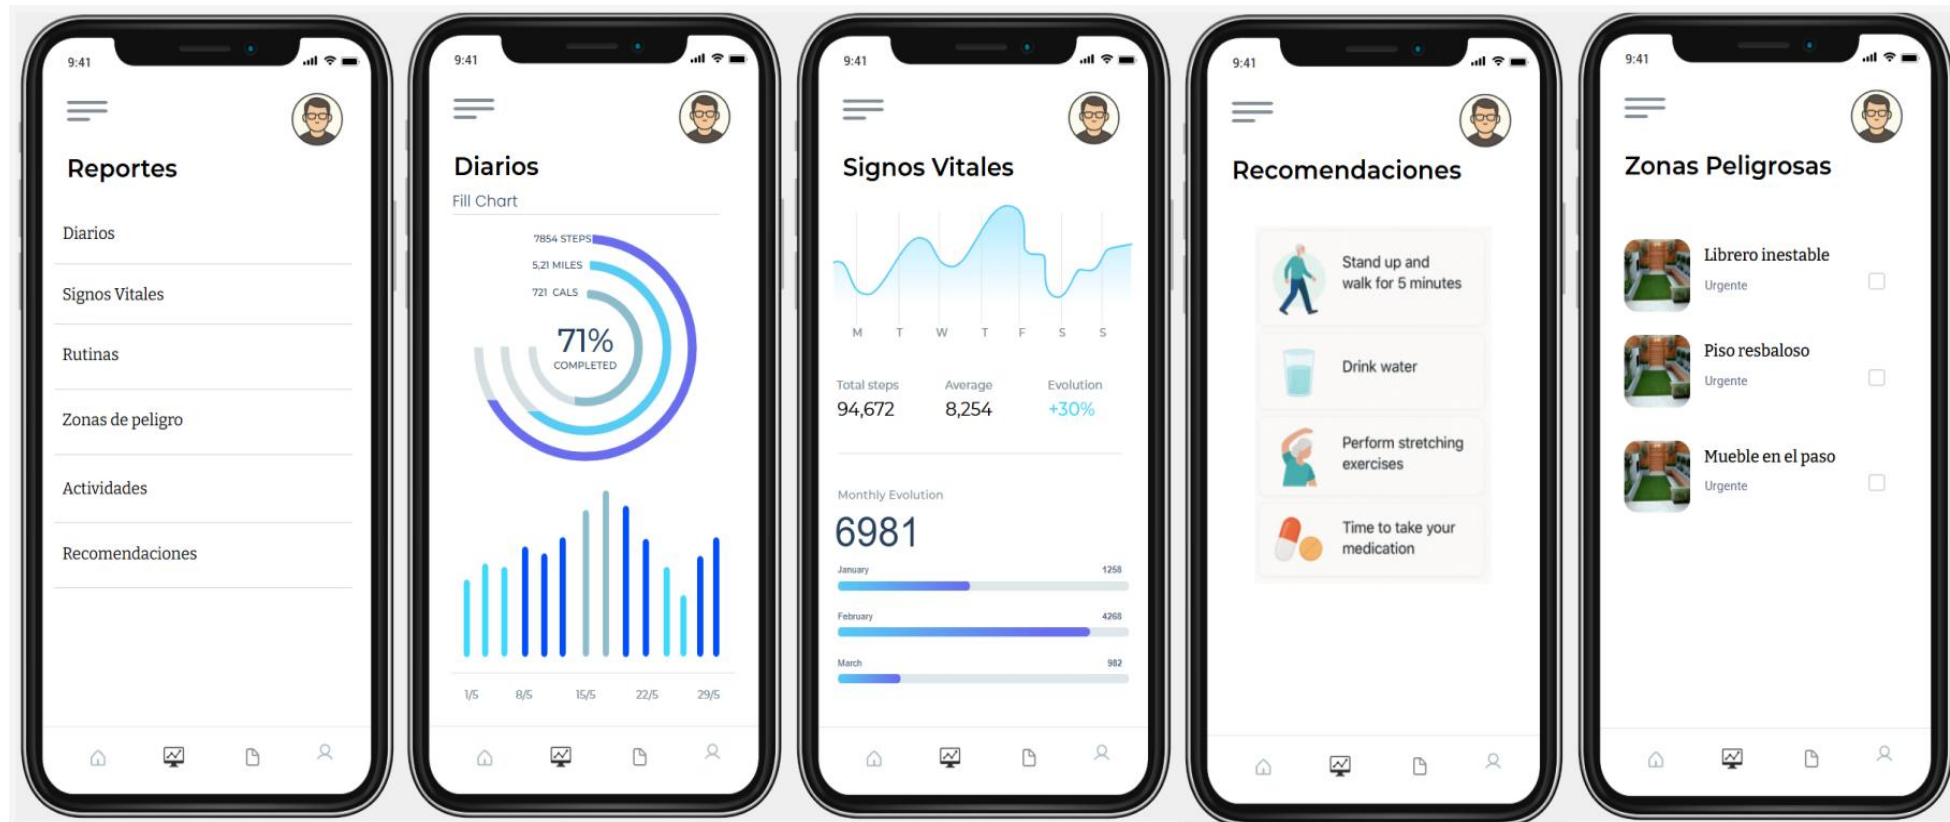 9:41
Reportes
Diarios
Signos Vitales
Rutinas
Zonas de peligro
Actividades
Recomendaciones
9:41
Diarios
Fill Chart
7854 STEPS
5,21 MILES
721 CALS
71%
COMPLETED
1/5 8/5 15/5 22/5 29/5
9:41
Signos Vitales
M T W T F S S
Total steps Average Evolution
94,672 8,254 +30%
Monthly Evolution
6981
January 1258
February 4268
March 982
9:41
Recomendaciones
Stand up and
walk for 5 minutes
Drink water
Perform stretching
exercises
Time to take your
medication
9:41
Zonas Peligrosas
Librero inestable
Urgente
Piso resbaloso
Urgente
Mueble en el paso
Urgente